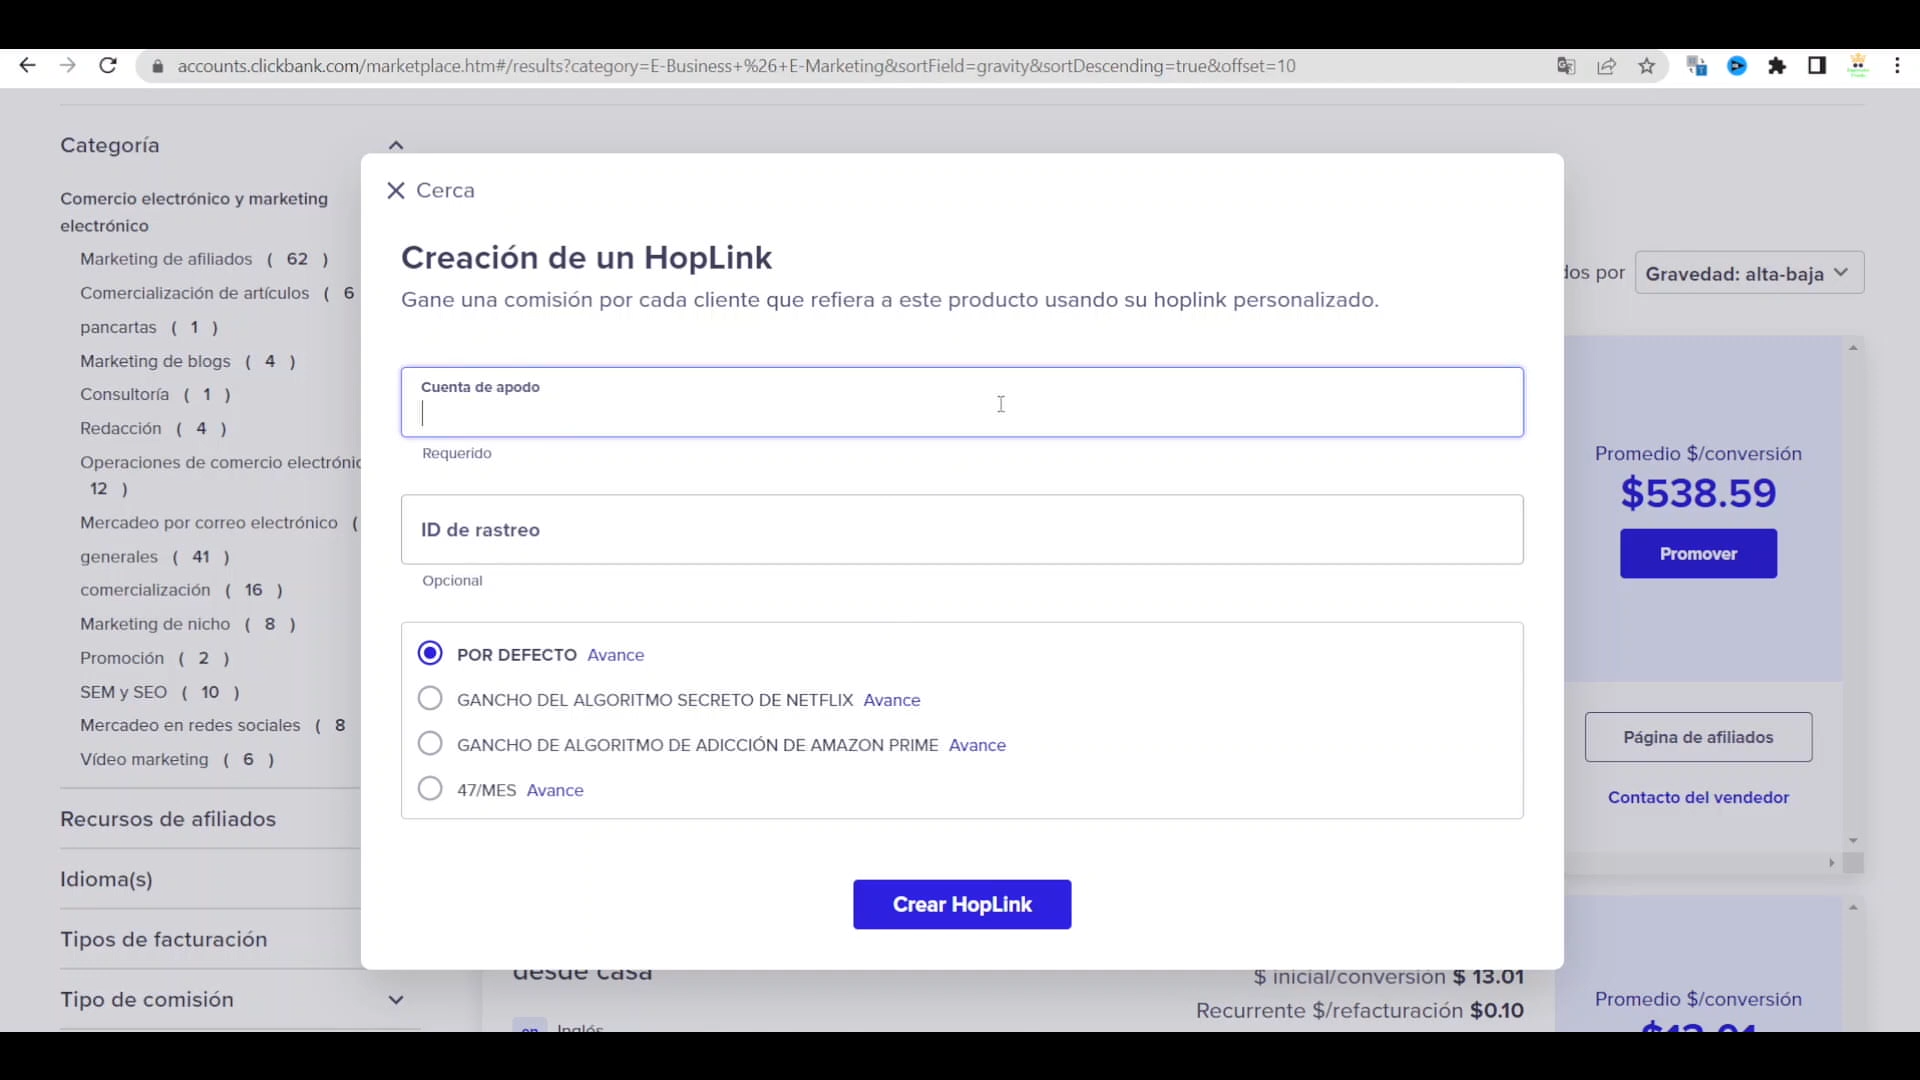 accounts.clickbank.com/marketplace.htm#/results?category=E-Business+%26+E-Marketing&sortField=gravity&sortDescending=true&offset=10
Categoría
Comercio electrónico y marketing
electrónico
Marketing de afiliados ( 62 )
Comercialización de artículos ( 6
pancartas ( 1 )
Marketing de blogs ( 4 )
Consultoría ( 1 )
Redacción ( 4 )
Operaciones de comercio electrónic
12 )
Mercadeo por correo electrónico (
generales ( 41 )
comercialización ( 16 )
Marketing de nicho ( 8 )
Promoción ( 2 )
SEM y SEO ( 10 )
Mercadeo en redes sociales ( 8
Vídeo marketing ( 6 )
Recursos de afiliados
Idioma(s)
Tipos de facturación
Tipo de comisión
Cerca
Creación de un HopLink
Gane una comisión por cada cliente que refiera a este producto usando su hoplink personalizado.
Cuenta de apodo
Requerido
ID de rastreo
Opcional
POR DEFECTO Avance
GANCHO DEL ALGORITMO SECRETO DE NETFLIX Avance
GANCHO DE ALGORITMO DE ADICCIÓN DE AMAZON PRIME Avance
47/MES Avance
Crear HopLink
dos por
Gravedad: alta-baja
Promedio $/conversión
$538.59
Promover
Página de afiliados
Contacto del vendedor
desde casa
$ inicial/conversión $ 13.01
Recurrente $/refacturación $0.10
en Inglés
Promedio $/conversión
$13.01